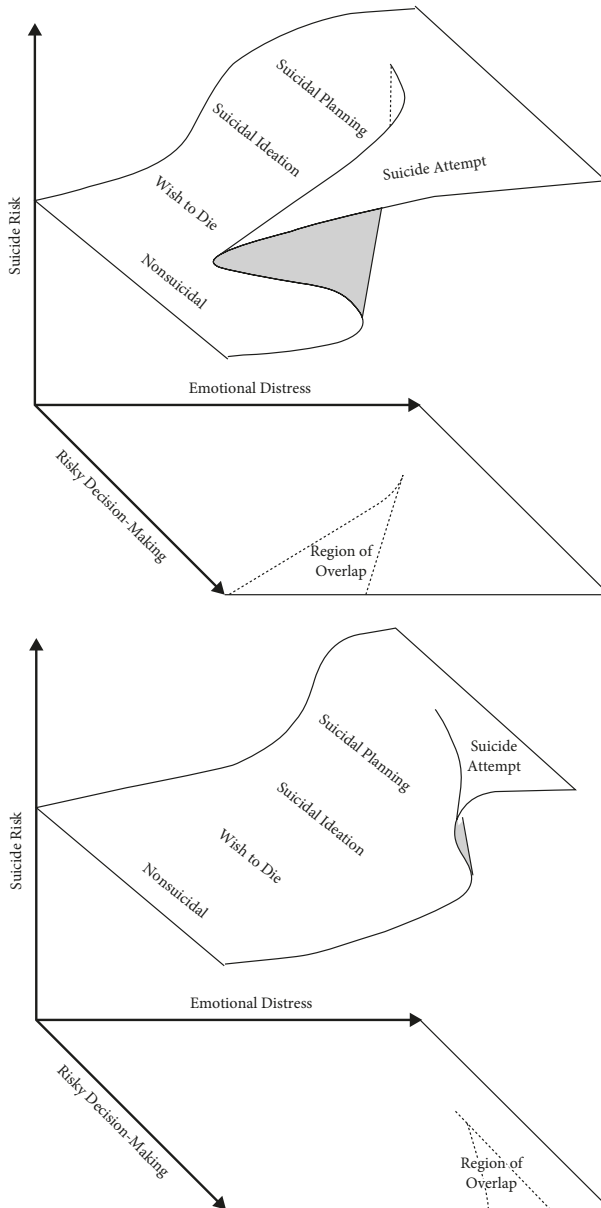 Suicidal Planning
Suicidal Ideation
Suicide Attempt
Wish to Die
Nonsuicidal
Suicide Risk
Emotional Distress
Risky Decision-Making
Region of
Overlap
Suicidal Planning
Suicide
Attempt
Suicidal Ideation
Wish to Die
Nonsuicidal
Suicide Risk
Emotional Distress
Risky Decision-Making
Region of
Overlap